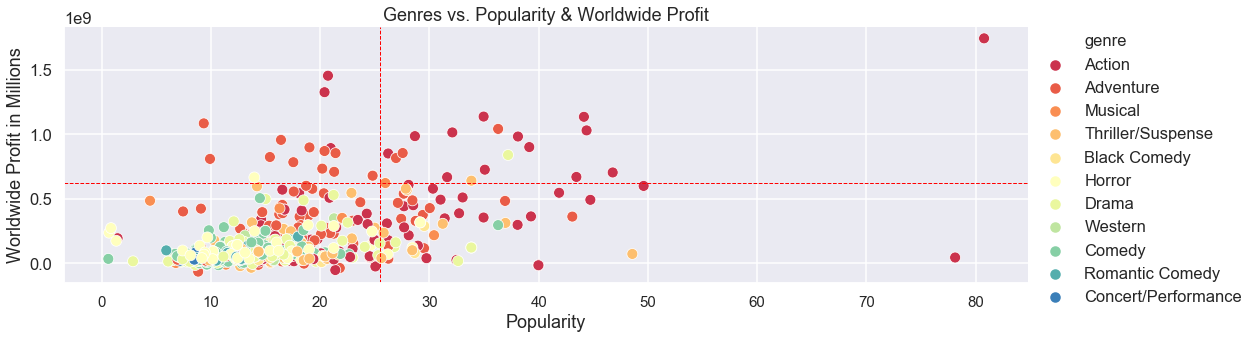 Genres vs. Popularity & Worldwide Profit
1e9
Worldwide Profit in Millions
1.5
1.0
0.5
0.0
0 10 20 30 40 50 60 70 80
Popularity
genre
Action
Adventure
Musical
Thriller/Suspense
Black Comedy
Horror
Drama
Western
Comedy
Romantic Comedy
Concert/Performance